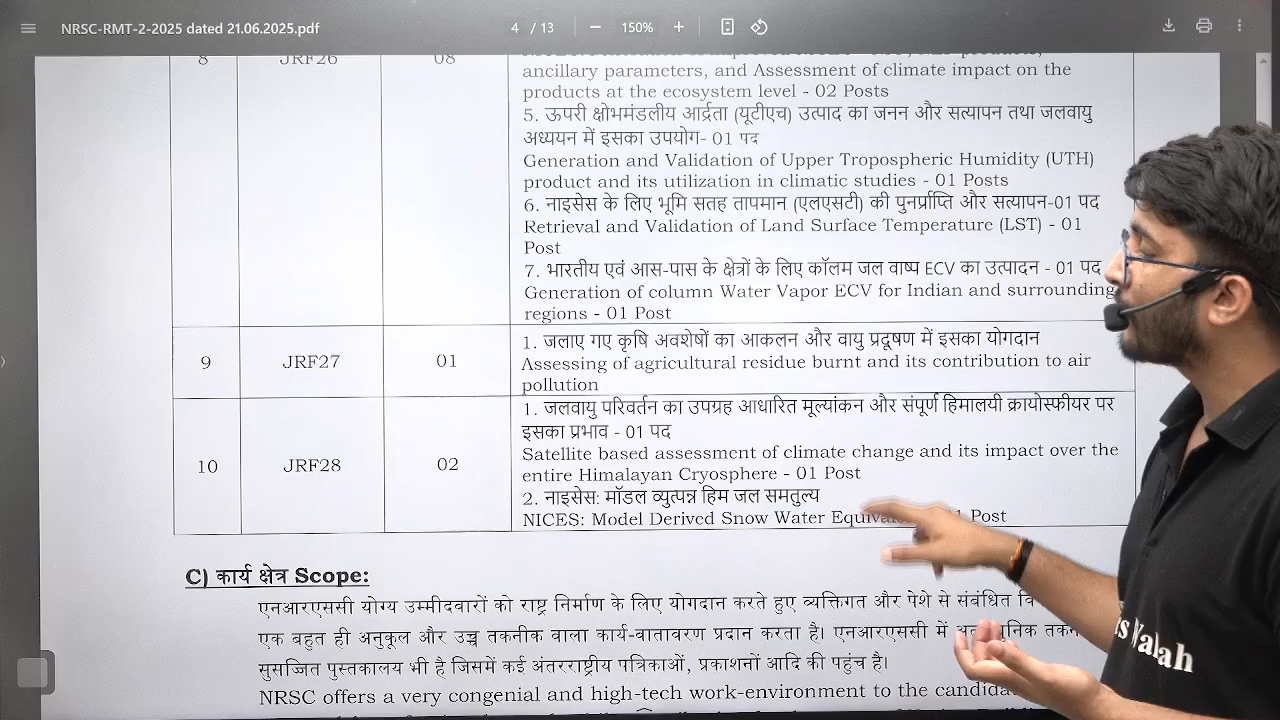 NRSC-RMT-2-2025 dated 21.06.2025.pdf
4 / 13
150%
8
JRF26
08
ancillary parameters, and Assessment of climate impact on the
products at the ecosystem level - 02 Posts
5. ऊपरी क्षोभमंडलीय आर्द्रता (यूटीएच) उत्पाद का जनन और सत्यापन तथा जलवायु
अध्ययन में इसका उपयोग- 01 पद
Generation and Validation of Upper Tropospheric Humidity (UTH)
product and its utilization in climatic studies - 01 Posts
6. नाइसेस के लिए भूमि सतह तापमान (एलएसटी) की पुनर्प्राप्ति और सत्यापन-01 पद
Retrieval and Validation of Land Surface Temperature (LST) - 01
Post
7. भारतीय एवं आस-पास के क्षेत्रों के लिए कॉलम जल वाष्प ECV का उत्पादन - 01 पद
Generation of column Water Vapor ECV for Indian and surrounding
regions - 01 Post
9
JRF27
01
1. जलाए गए कृषि अवशेषों का आकलन और वायु प्रदूषण में इसका योगदान
Assessing of agricultural residue burnt and its contribution to air
pollution
10
JRF28
02
1. जलवायु परिवर्तन का उपग्रह आधारित मूल्यांकन और संपूर्ण हिमालयी क्रायोस्फीयर पर
इसका प्रभाव - 01 पद
Satellite based assessment of climate change and its impact over the
entire Himalayan Cryosphere - 01 Post
2. नाइसेस: मॉडल व्युत्पन्न हिम जल समतुल्य
NICES: Model Derived Snow Water Post
C) कार्य क्षेत्र Scope:
एनआरएससी योग्य उम्मीदवारों को राष्ट्र निर्माण के लिए योगदान करते हुए व्यक्तिगत और पेशे से संबंधित
एक बहुत ही अनुकूल और उच्च तकनीक वाला कार्य-वातावरण प्रदान करता है। एनआरएससी में
सुसज्जित पुस्तकालय भी है जिसमें कई अंतरराष्ट्रीय पत्रिकाओं, प्रकाशनों आदि की पहुंच है।
NRSC offers a very congenial and high-tech work-environment to the